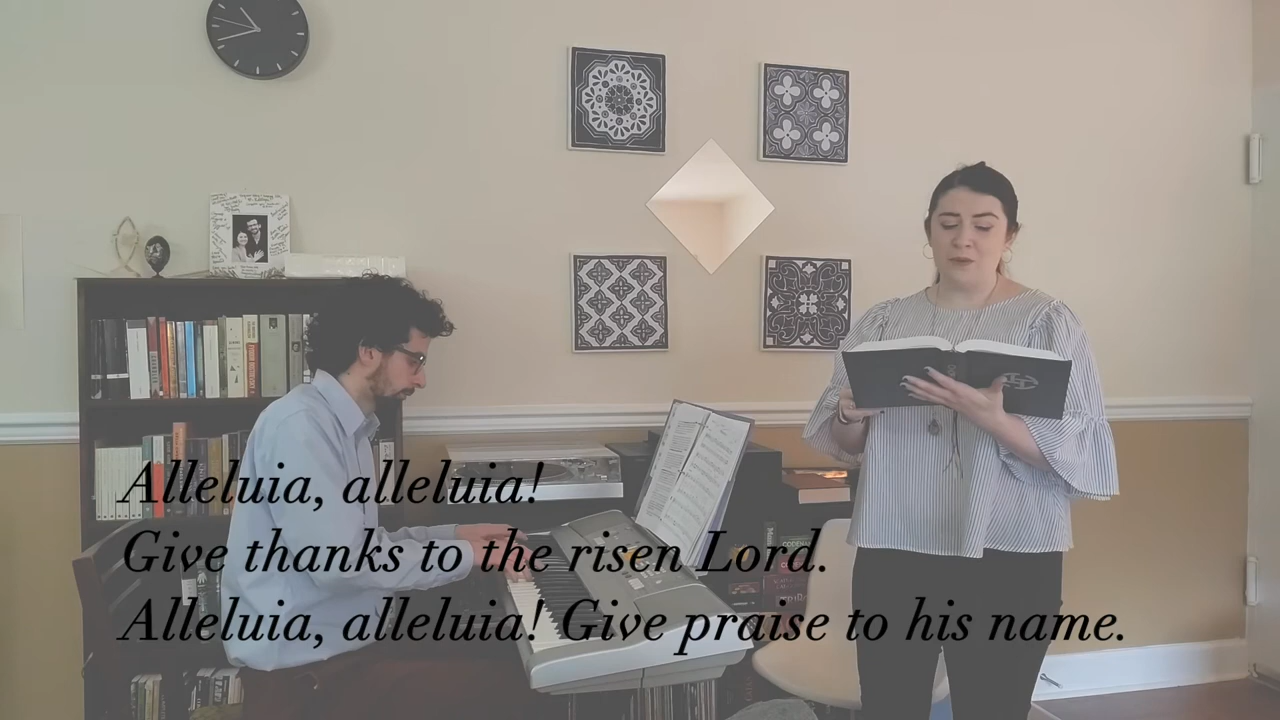 Alleluia, alleluia!
Give thanks to the risen Lord.
Alleluia, alleluia! Give praise to his name.